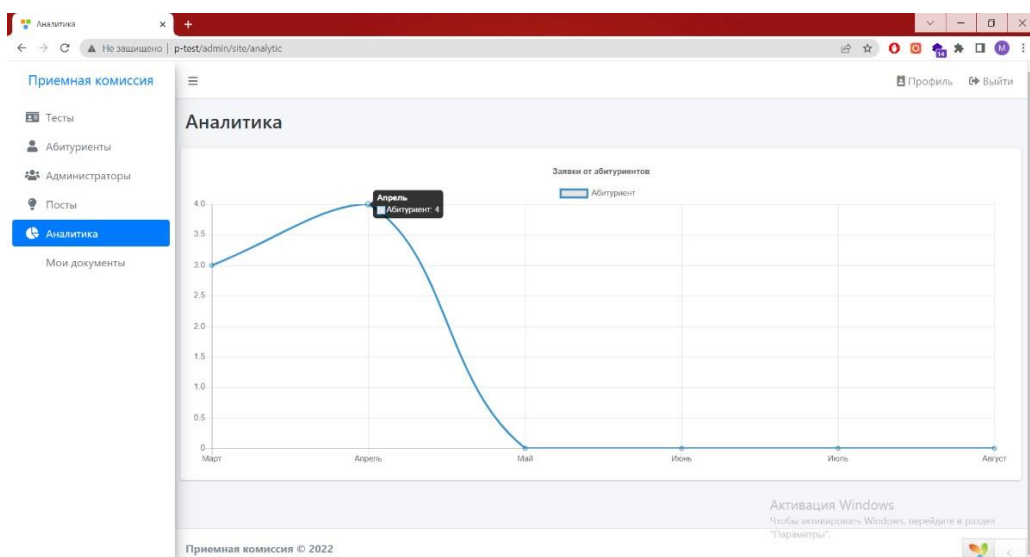 Аналитика
Не защищено | p-test/admin/site/analytic
14
М
Приемная комиссия
Профиль
Выйти
Тесты
Абитуриенты
Администраторы
Посты
Аналитика
Мои документы
Аналитика
Заявки от абитуриентов
Абитуриент
Апрель
Абитуриент: 4
4.0
3.5
3.0
2.5
2.0
1.5
1.0
0.5
0
Март Апрель Май Июнь Июль Август
Активация Windows
Чтобы активировать Windows, перейдите в раздел
"Параметры".
Приемная комиссия © 2022